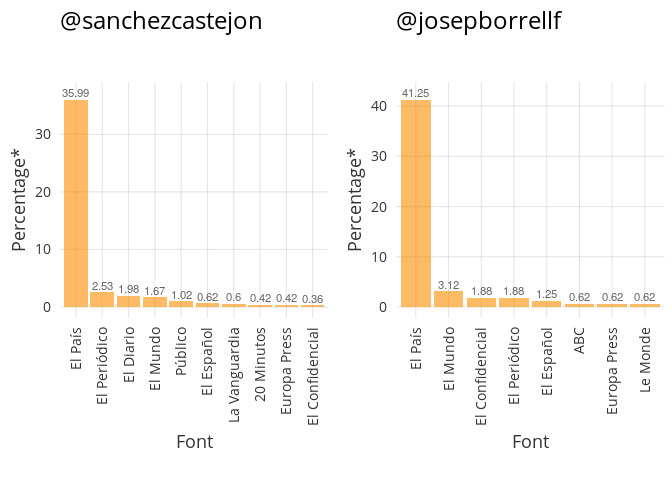 @sanchezcastejon
Percentage*
30
20
10
0
35.99
2.53
1.98
1.67
1.02
0.62
0.6
0.42
0.42
0.36
El País
El Periódico
El Diario
El Mundo
Público
El Español
La Vanguardia
20 Minutos
Europa Press
El Confidencial
Font
@josepborrellf
Percentage*
40
30
20
10
0
41.25
3.12
1.88
1.88
1.25
0.62
0.62
0.62
El País
El Mundo
El Confidencial
El Periódico
El Español
ABC
Europa Press
Le Monde
Font